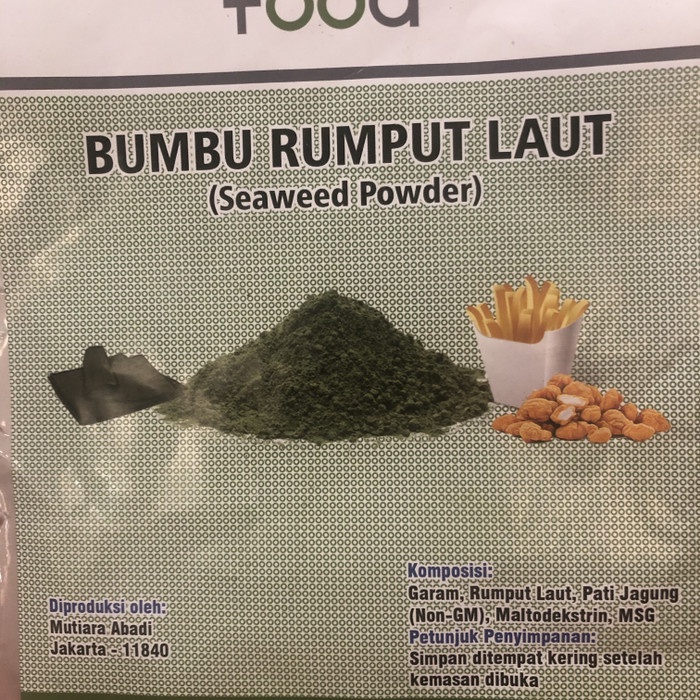 food
BUMBU RUMPUT LAUT
(Seaweed Powder)
Diproduksi oleh:
Mutiara Abadi
Jakarta - 11840
Komposisi:
Garam, Rumput Laut, Pati Jagung
(Non-GM), Maltodekstrin, MSG
Petunjuk Penyimpanan:
Simpan ditempat kering setelah
kemasan dibuka